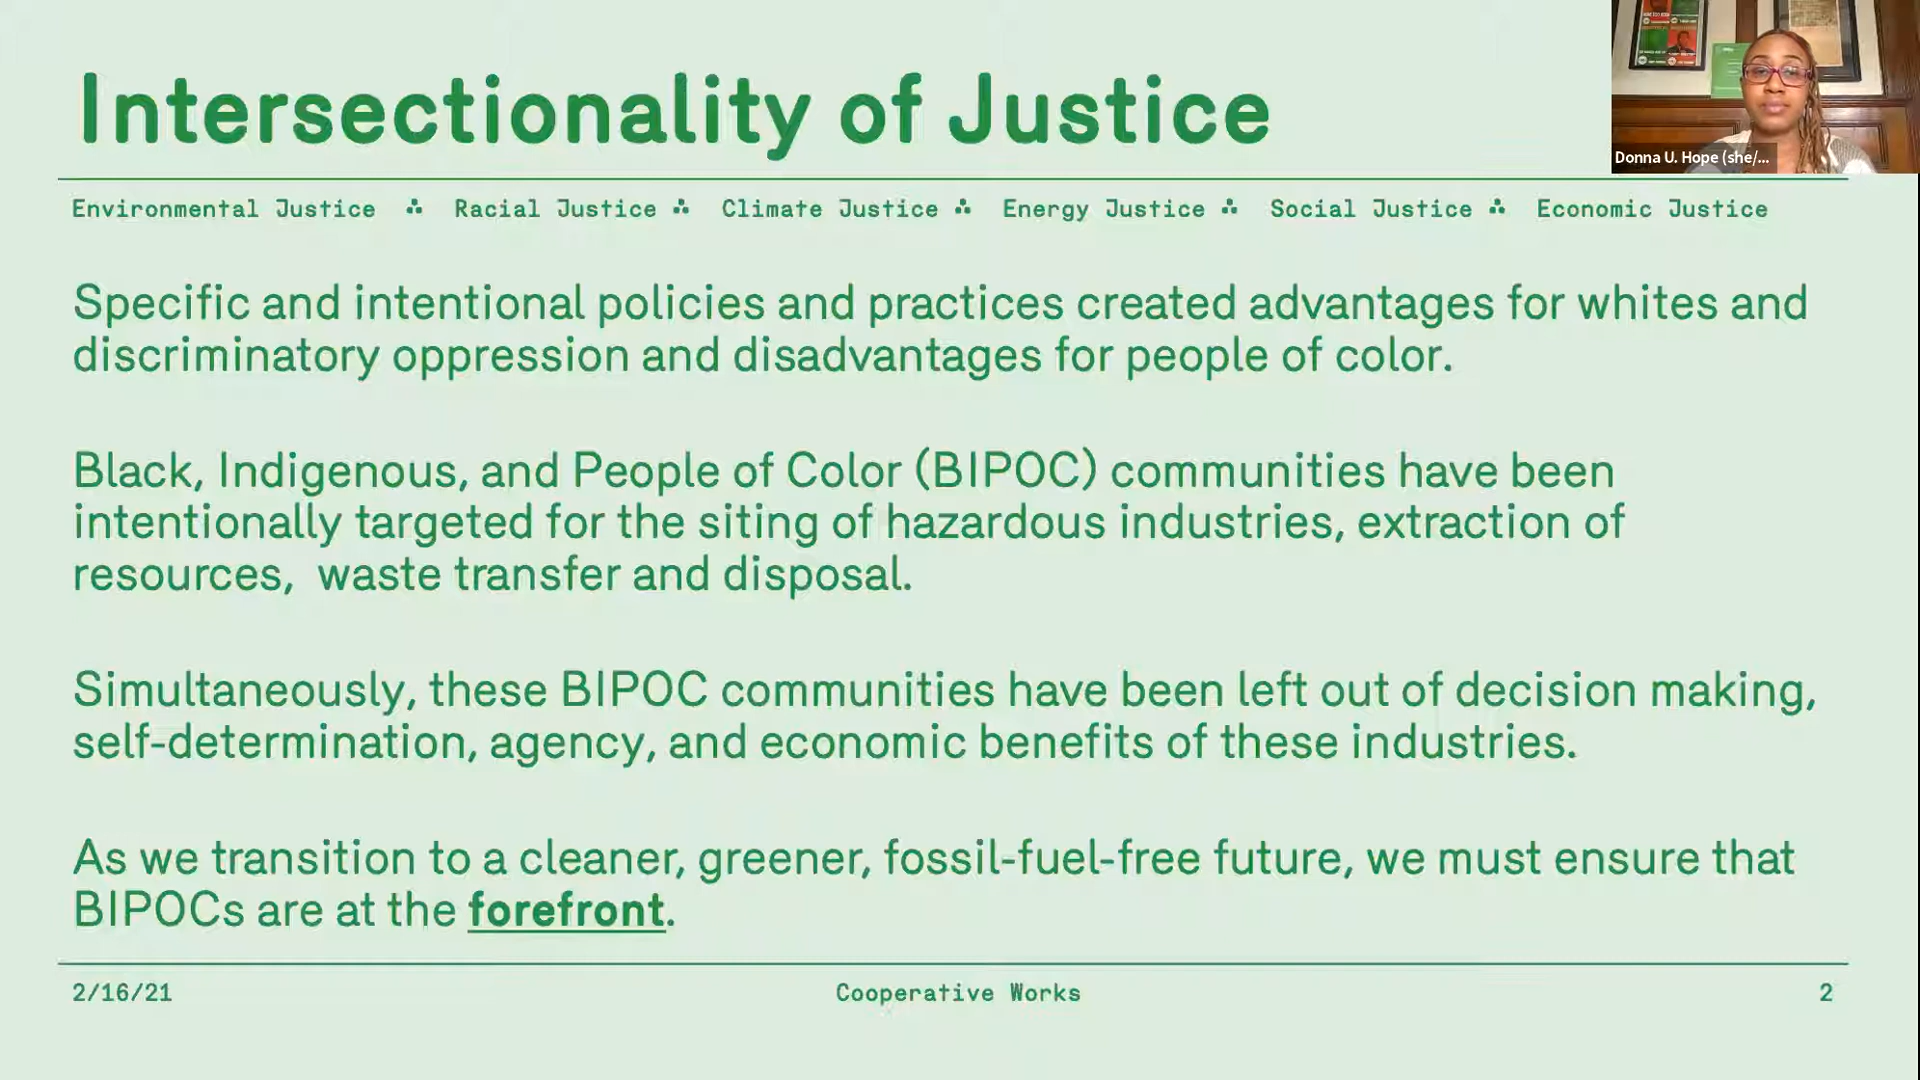 Intersectionality of Justice
Donna U. Hope (she/...
Environmental Justice ∴ Racial Justice ∴ Climate Justice ∴ Energy Justice ∴ Social Justice ∴ Economic Justice
Specific and intentional policies and practices created advantages for whites and
discriminatory oppression and disadvantages for people of color.
Black, Indigenous, and People of Color (BIPOC) communities have been
intentionally targeted for the siting of hazardous industries, extraction of
resources,  waste transfer and disposal.
Simultaneously, these BIPOC communities have been left out of decision making,
self-determination, agency, and economic benefits of these industries.
As we transition to a cleaner, greener, fossil-fuel-free future, we must ensure that
BIPOCs are at the forefront.
2/16/21 Cooperative Works 2